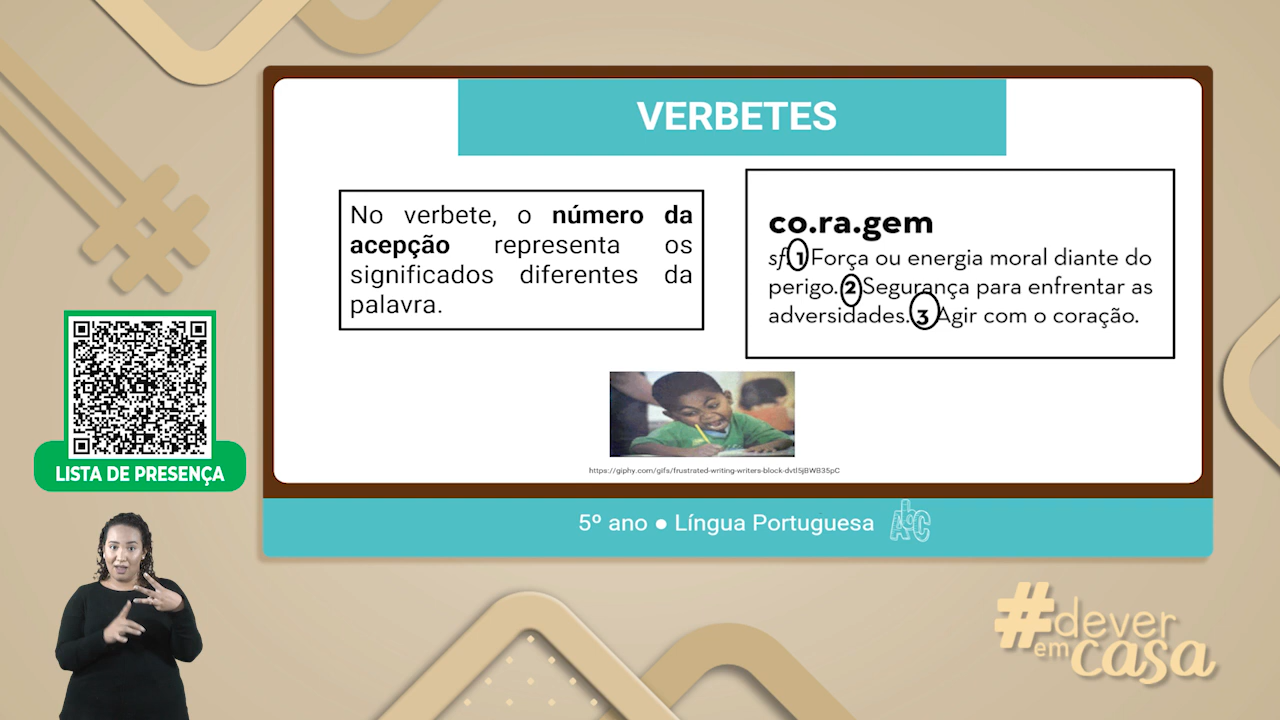 VERBETES
No verbete, o número da
acepção representa os
significados diferentes da
palavra.
co.ra.gem
sf. 1 Força ou energia moral diante do
perigo. 2 Segurança para enfrentar as
adversidades. 3 Agir com o coração.
https://giphy.com/gifs/frustrated-writing-writers-block-dvtl5jBWB35pC
LISTA DE PRESENÇA
5º ano ● Língua Portuguesa
abC
#dever
em casa